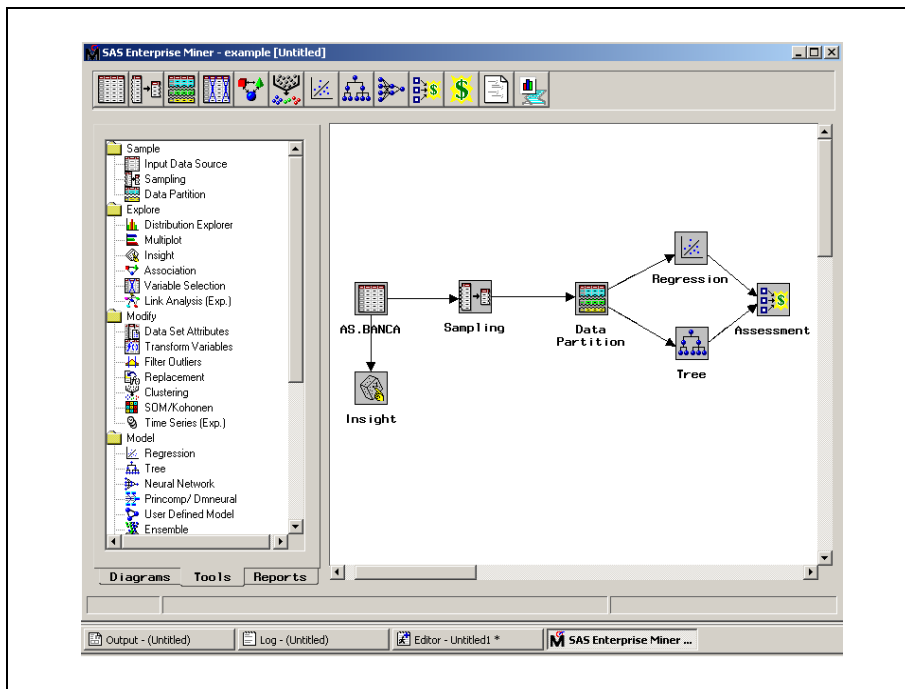 SAS Enterprise Miner - example [Untitled]
Sample
Input Data Source
Sampling
Data Partition
Explore
Distribution Explorer
Multiplot
Insight
Association
Variable Selection
Link Analysis (Exp.)
Modify
Data Set Attributes
Transform Variables
Filter Outliers
Replacement
Clustering
SOM/Kohonen
Time Series (Exp.)
Model
Regression
Tree
Neural Network
Princomp/ Dmneural
User Defined Model
Ensemble
Diagrams Tools Reports
AS.BANCA
Insight
Sampling
Data
Partition
Regression
Tree
Assessment
Output - (Untitled)
Log - (Untitled)
Editor - Untitled1 *
SAS Enterprise Miner ...